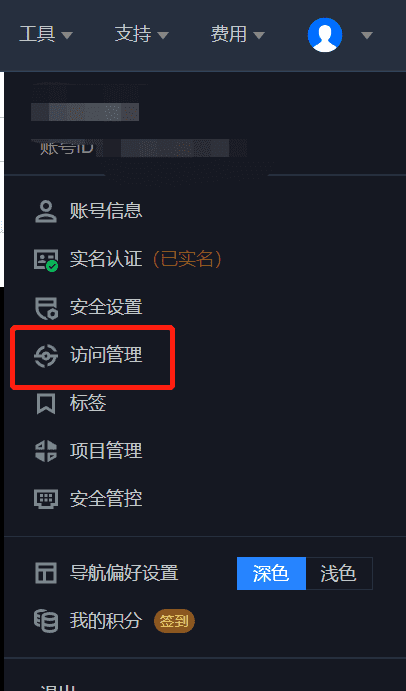 工具 支持 费用
账号ID
账号信息
实名认证（已实名）
安全设置
访问管理
标签
项目管理
安全管控
导航偏好设置 深色 浅色
我的积分 签到
退出